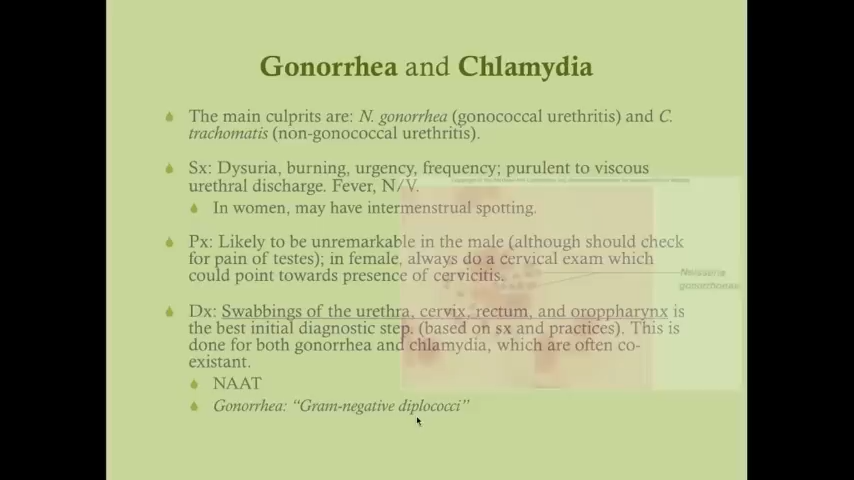 Gonorrhea and Chlamydia
The main culprits are: N. gonorrhea (gonococcal urethritis) and C.
trachomatis (non-gonococcal urethritis).
Sx: Dysuria, burning, urgency, frequency; purulent to viscous
urethral discharge. Fever, N/V.
In women, may have intermenstrual spotting.
Px: Likely to be unremarkable in the male (although should check
for pain of testes); in female, always do a cervical exam which
could point towards presence of cervicitis.
Neisseria
gonorrhoeae
Dx: Swabbings of the urethra, cervix, rectum, and oroppharynx is
the best initial diagnostic step. (based on sx and practices). This is
done for both gonorrhea and chlamydia, which are often co-
existant.
NAAT
Gonorrhea: “Gram-negative diplococci”